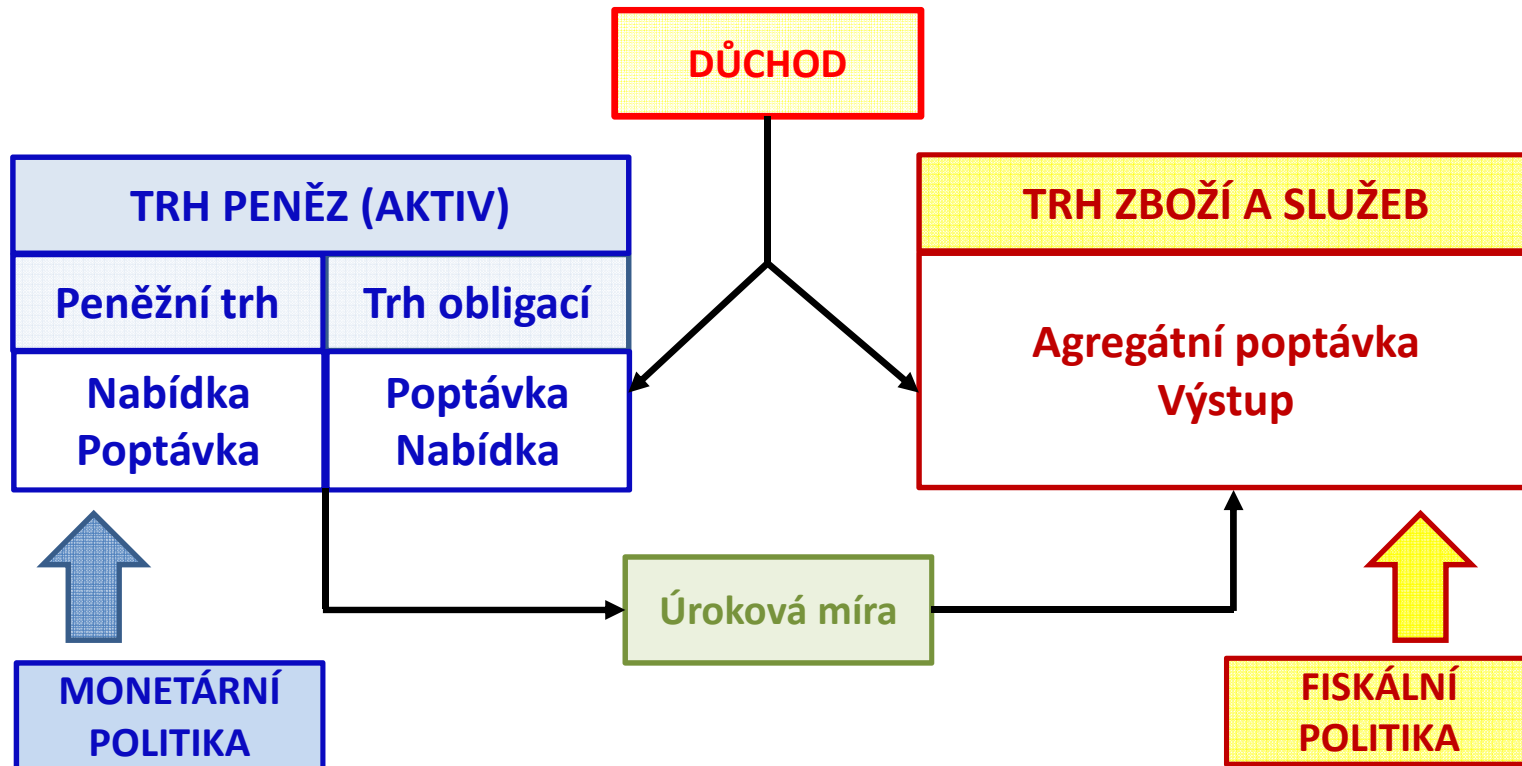 DŮCHOD
TRH PENĚZ (AKTIV)
Peněžní trh
Trh obligací
Nabídka
Poptávka
Poptávka
Nabídka
TRH ZBOŽÍ A SLUŽEB
Agregátní poptávka
Výstup
Úroková míra
MONETÁRNÍ
POLITIKA
FISKÁLNÍ
POLITIKA